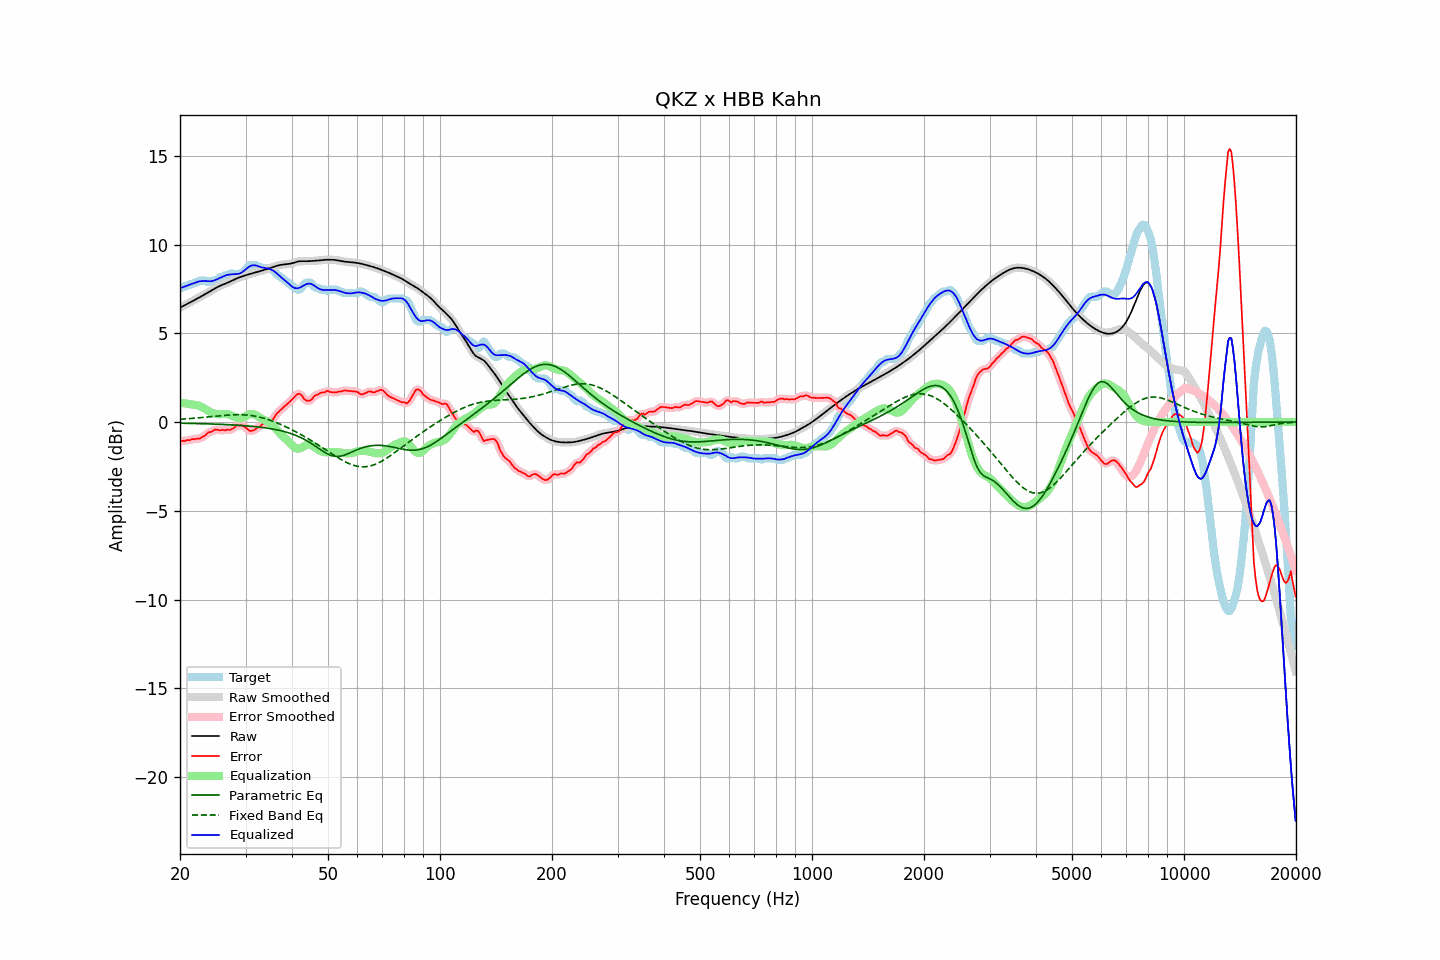 QKZ x HBB Kahn
Amplitude (dBr)
15
10
5
0
−5
−10
−15
−20
Target
Raw Smoothed
Error Smoothed
Raw
Error
Equalization
Parametric Eq
Fixed Band Eq
Equalized
20 50 100 200 500 1000 2000 5000 10000 20000
Frequency (Hz)